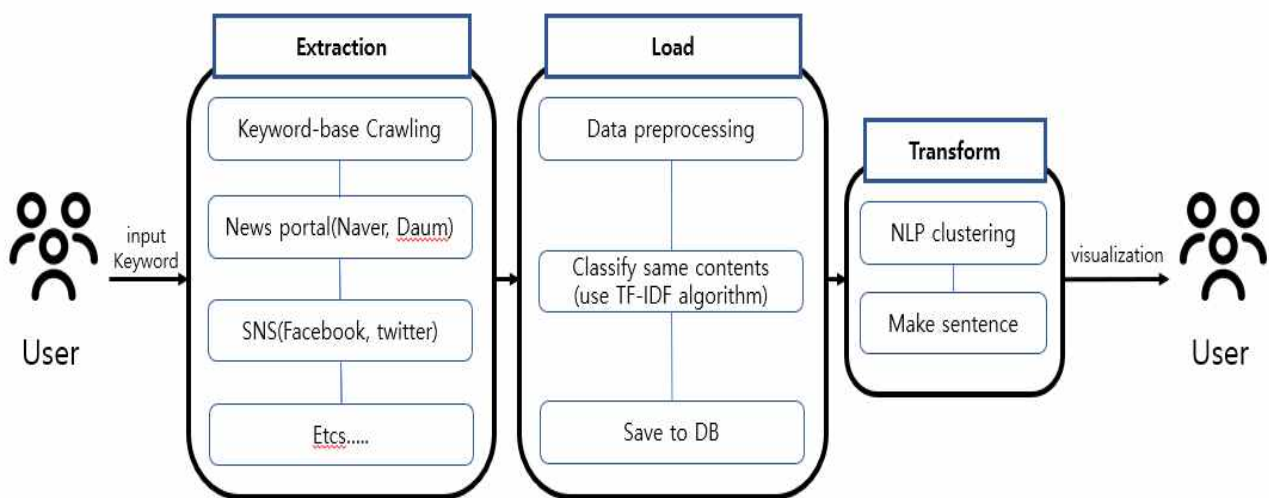 User
input
Keyword
Extraction
Keyword-base Crawling
News portal(Naver, Daum)
SNS(Facebook, twitter)
Etcs.....
Load
Data preprocessing
Classify same contents
(use TF-IDF algorithm)
Save to DB
Transform
NLP clustering
Make sentence
visualization
User